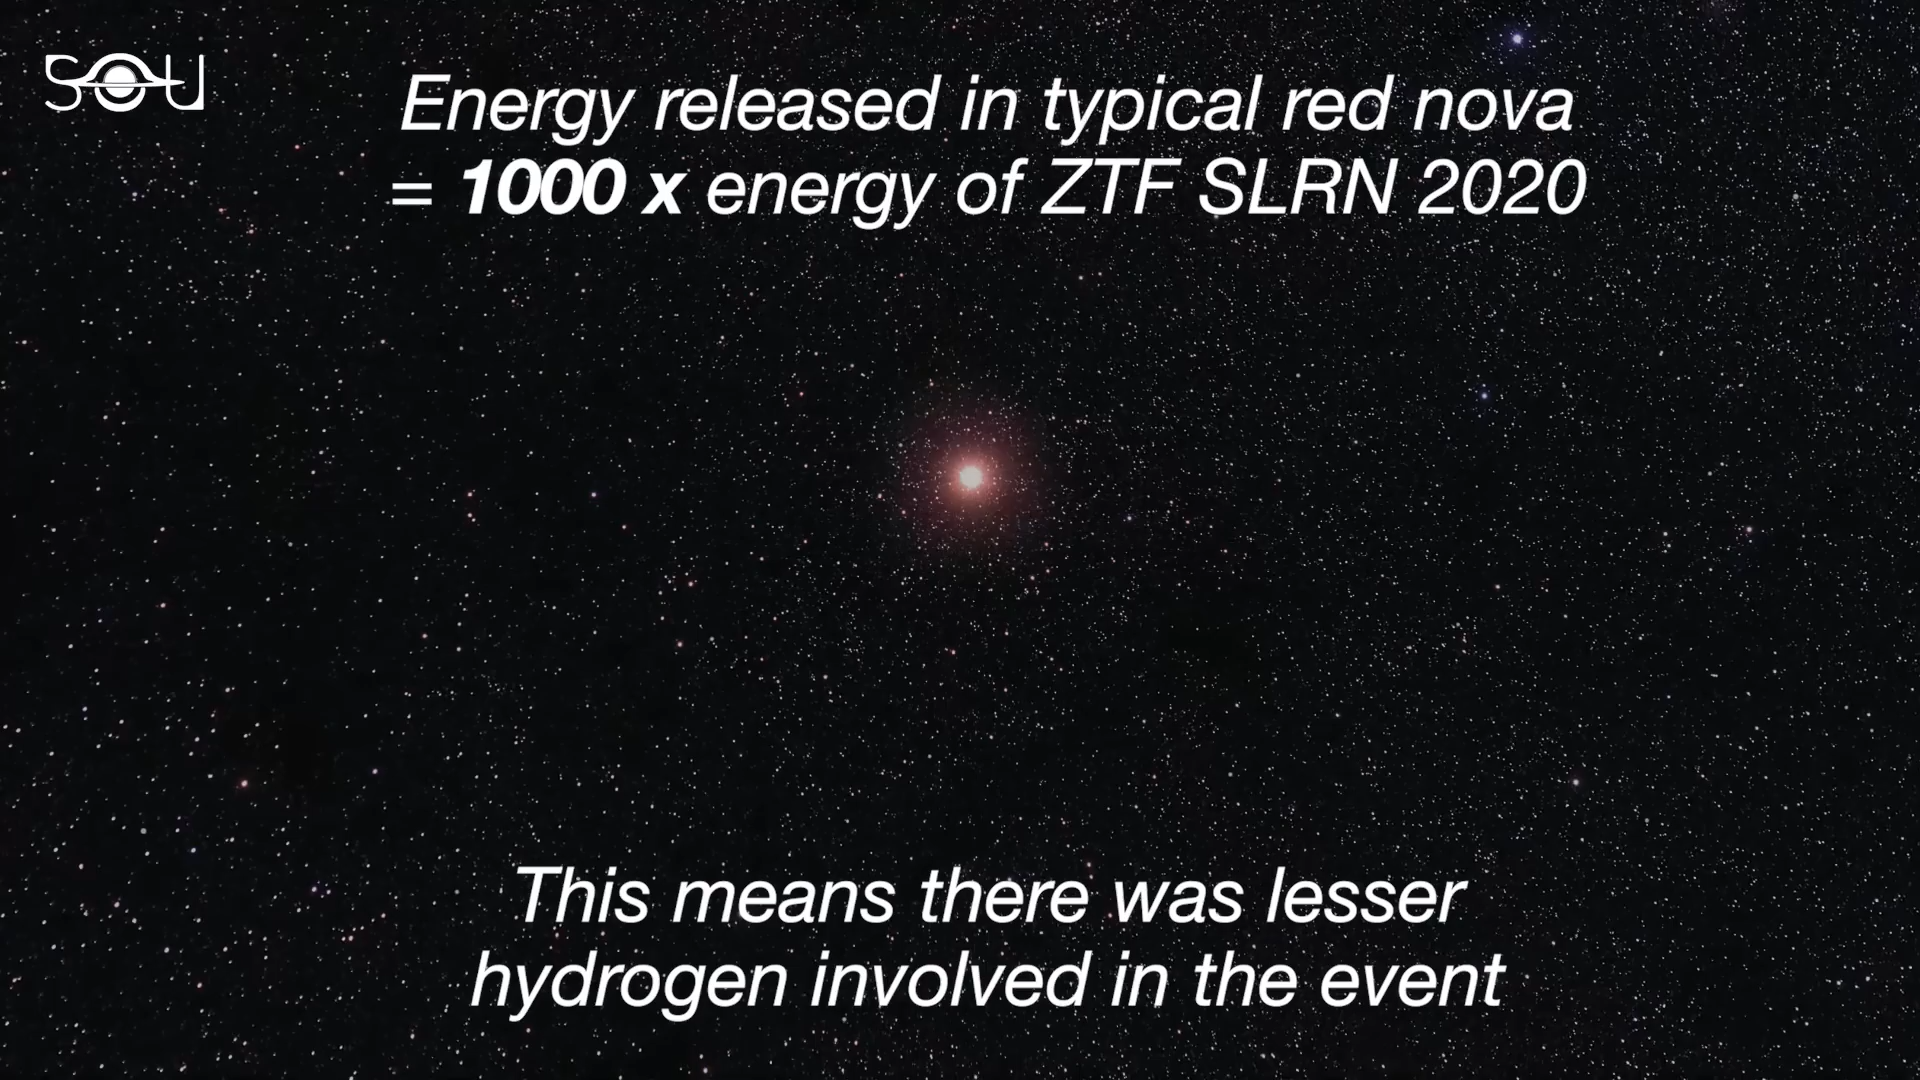 SOU
Energy released in typical red nova
= 1000 x energy of ZTF SLRN 2020
This means there was lesser
hydrogen involved in the event